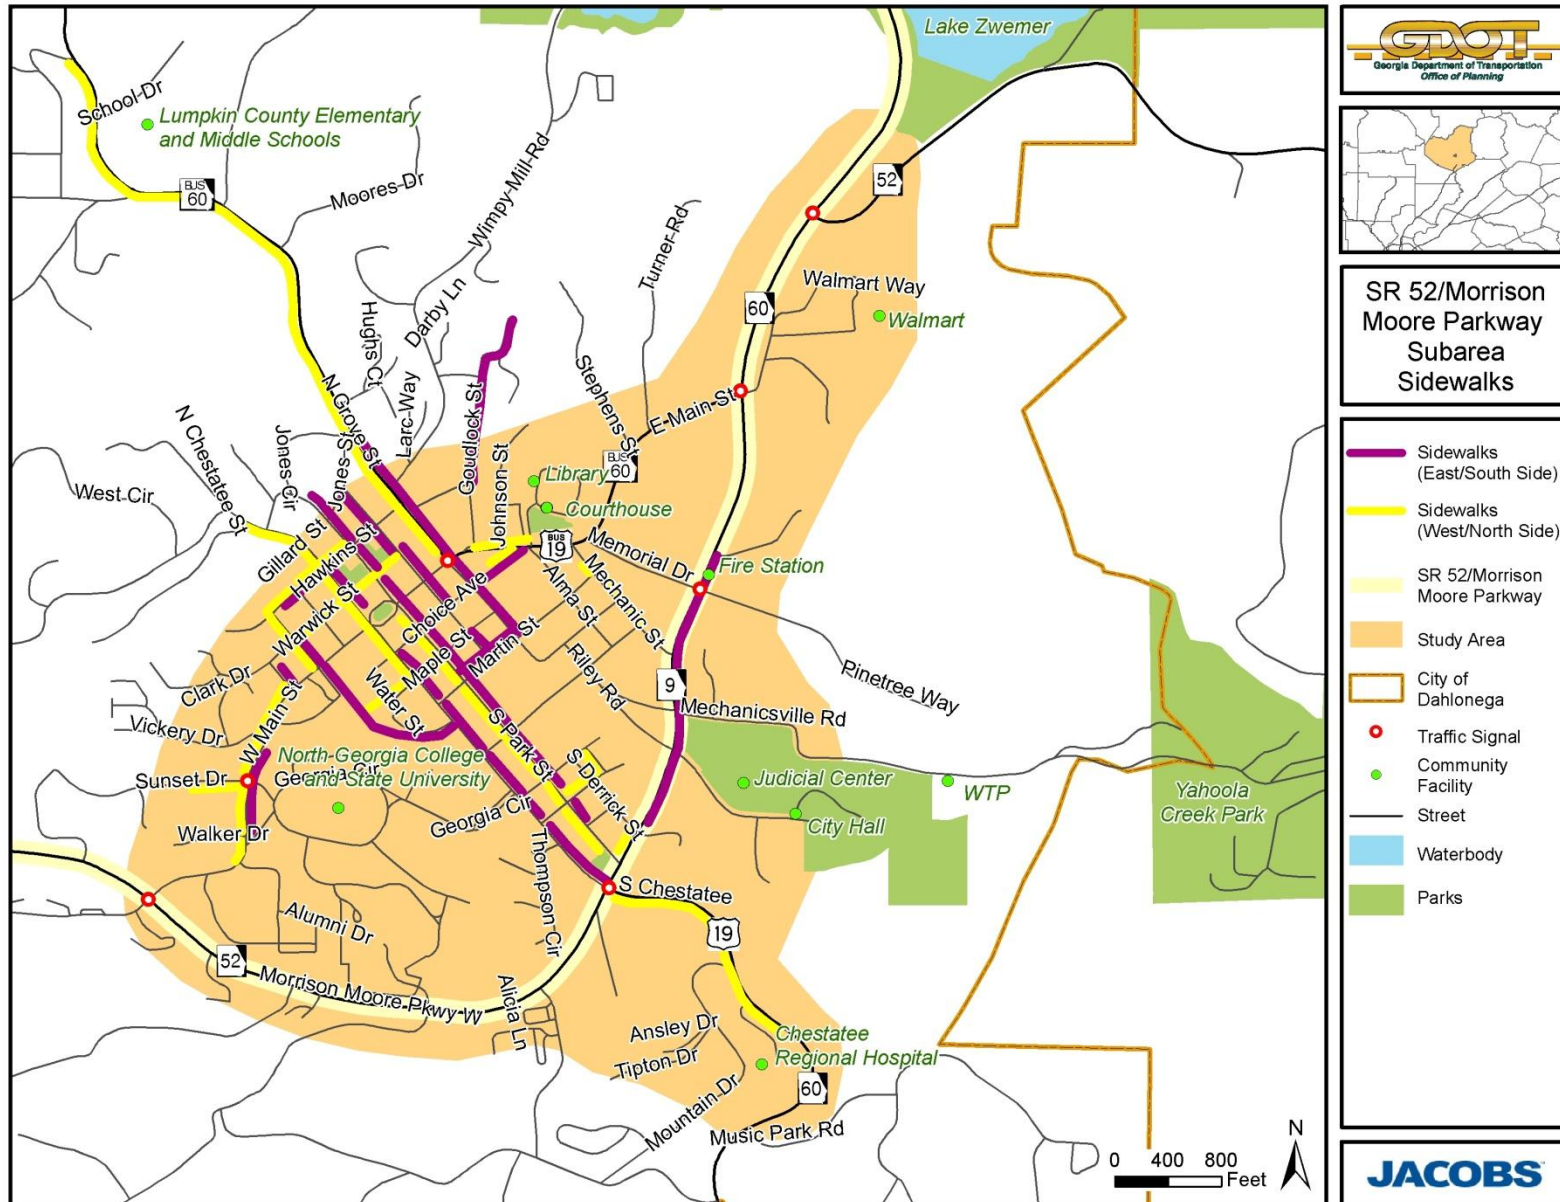 Lake Zwemer
School Dr
Lumpkin County Elementary
and Middle Schools
BUS
60
Moores Dr
Wimpy Mill Rd
Turner Rd
52
Walmart Way
60
Walmart
Hughs Ct
Darby Ln
Larc Way
Goudlock St
Stephens St
E Main St
N Grove St
N Chestatee St
Jones Cir
Jones S
West Cir
Johnson St
Library
BUS
60
Courthouse
BUS
19
Gillard St
Hawkins St
Memorial Dr
Fire Station
Choice Ave
Alma St
Mechanic St
Warwick St
Maple St
Martin St
Clark Dr
Water St
Riley Rd
9
Pinetree Way
Mechanicsville Rd
Vickery Dr
W Main St
S Park St
S Derrick St
North Georgia College
and State University
Georgia Cir
Sunset Dr
Judicial Center
WTP
Yahoola
Creek Park
Walker Dr
Georgia Cir
City Hall
Thompson Cir
S Chestatee
Alumni Dr
19
52
Morrison Moore Pkwy W
Alicia Ln
Ansley Dr
Tipton Dr
Chestatee
Regional Hospital
60
Mountain Dr
Music Park Rd
N
0 400 800
Feet
GDOT
Georgia Department of Transportation
Office of Planning
SR 52/Morrison
Moore Parkway
Subarea
Sidewalks
Sidewalks
(East/South Side)
Sidewalks
(West/North Side)
SR 52/Morrison
Moore Parkway
Study Area
City of
Dahlonega
Traffic Signal
Community
Facility
Street
Waterbody
Parks
JACOBS